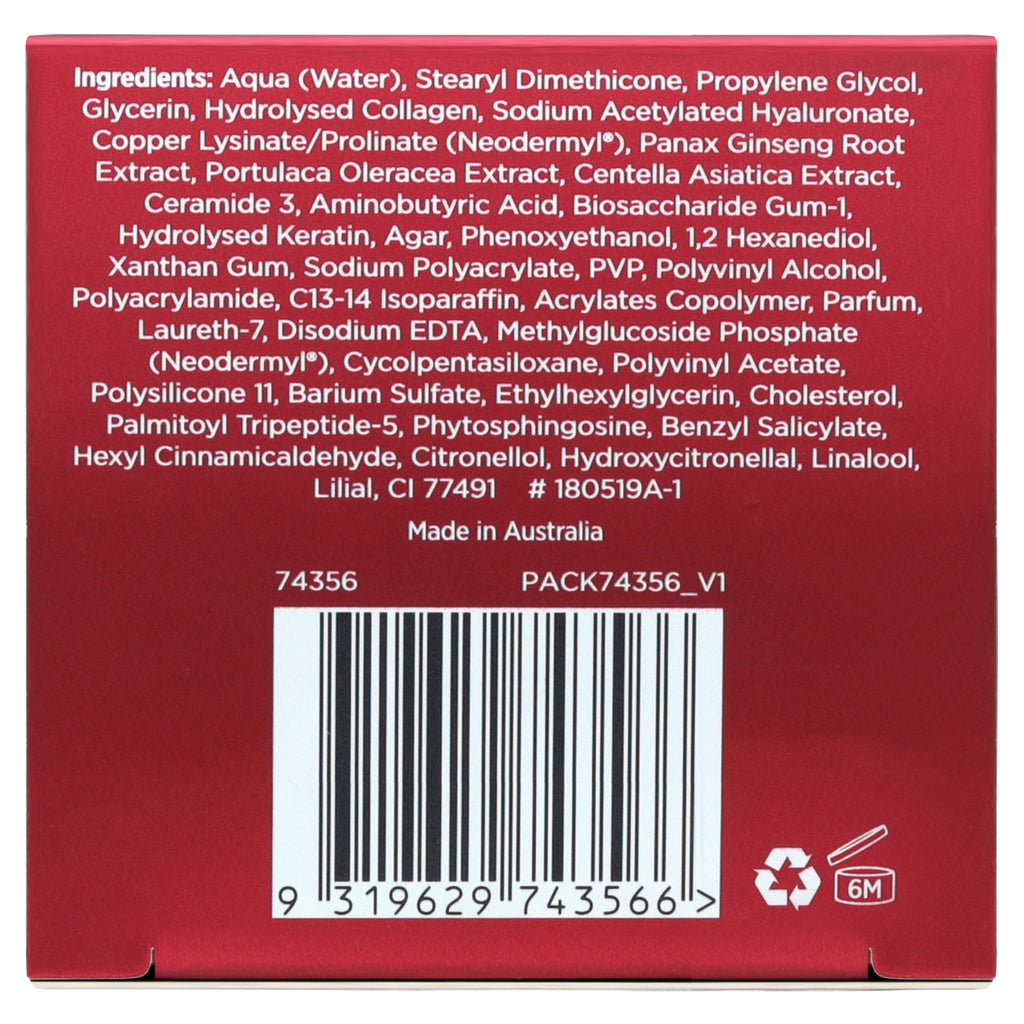 Ingredients: Aqua (Water), Stearyl Dimethicone, Propylene Glycol,
Glycerin, Hydrolysed Collagen, Sodium Acetylated Hyaluronate,
Copper Lysinate/Prolinate (Neodermyl®), Panax Ginseng Root
Extract, Portulaca Oleracea Extract, Centella Asiatica Extract,
Ceramide 3, Aminobutyric Acid, Biosaccharide Gum-1,
Hydrolysed Keratin, Agar, Phenoxyethanol, 1,2 Hexanediol,
Xanthan Gum, Sodium Polyacrylate, PVP, Polyvinyl Alcohol,
Polyacrylamide, C13-14 Isoparaffin, Acrylates Copolymer, Parfum,
Laureth-7, Disodium EDTA, Methylglucoside Phosphate
(Neodermyl®), Cycolpentasiloxane, Polyvinyl Acetate,
Polysilicone 11, Barium Sulfate, Ethylhexylglycerin, Cholesterol,
Palmitoyl Tripeptide-5, Phytosphingosine, Benzyl Salicylate,
Hexyl Cinnamicaldehyde, Citronellol, Hydroxycitronellal, Linalool,
Lilial, CI 77491 # 180519A-1
Made in Australia
74356 PACK74356_V1
9 319629 743566 >
6M